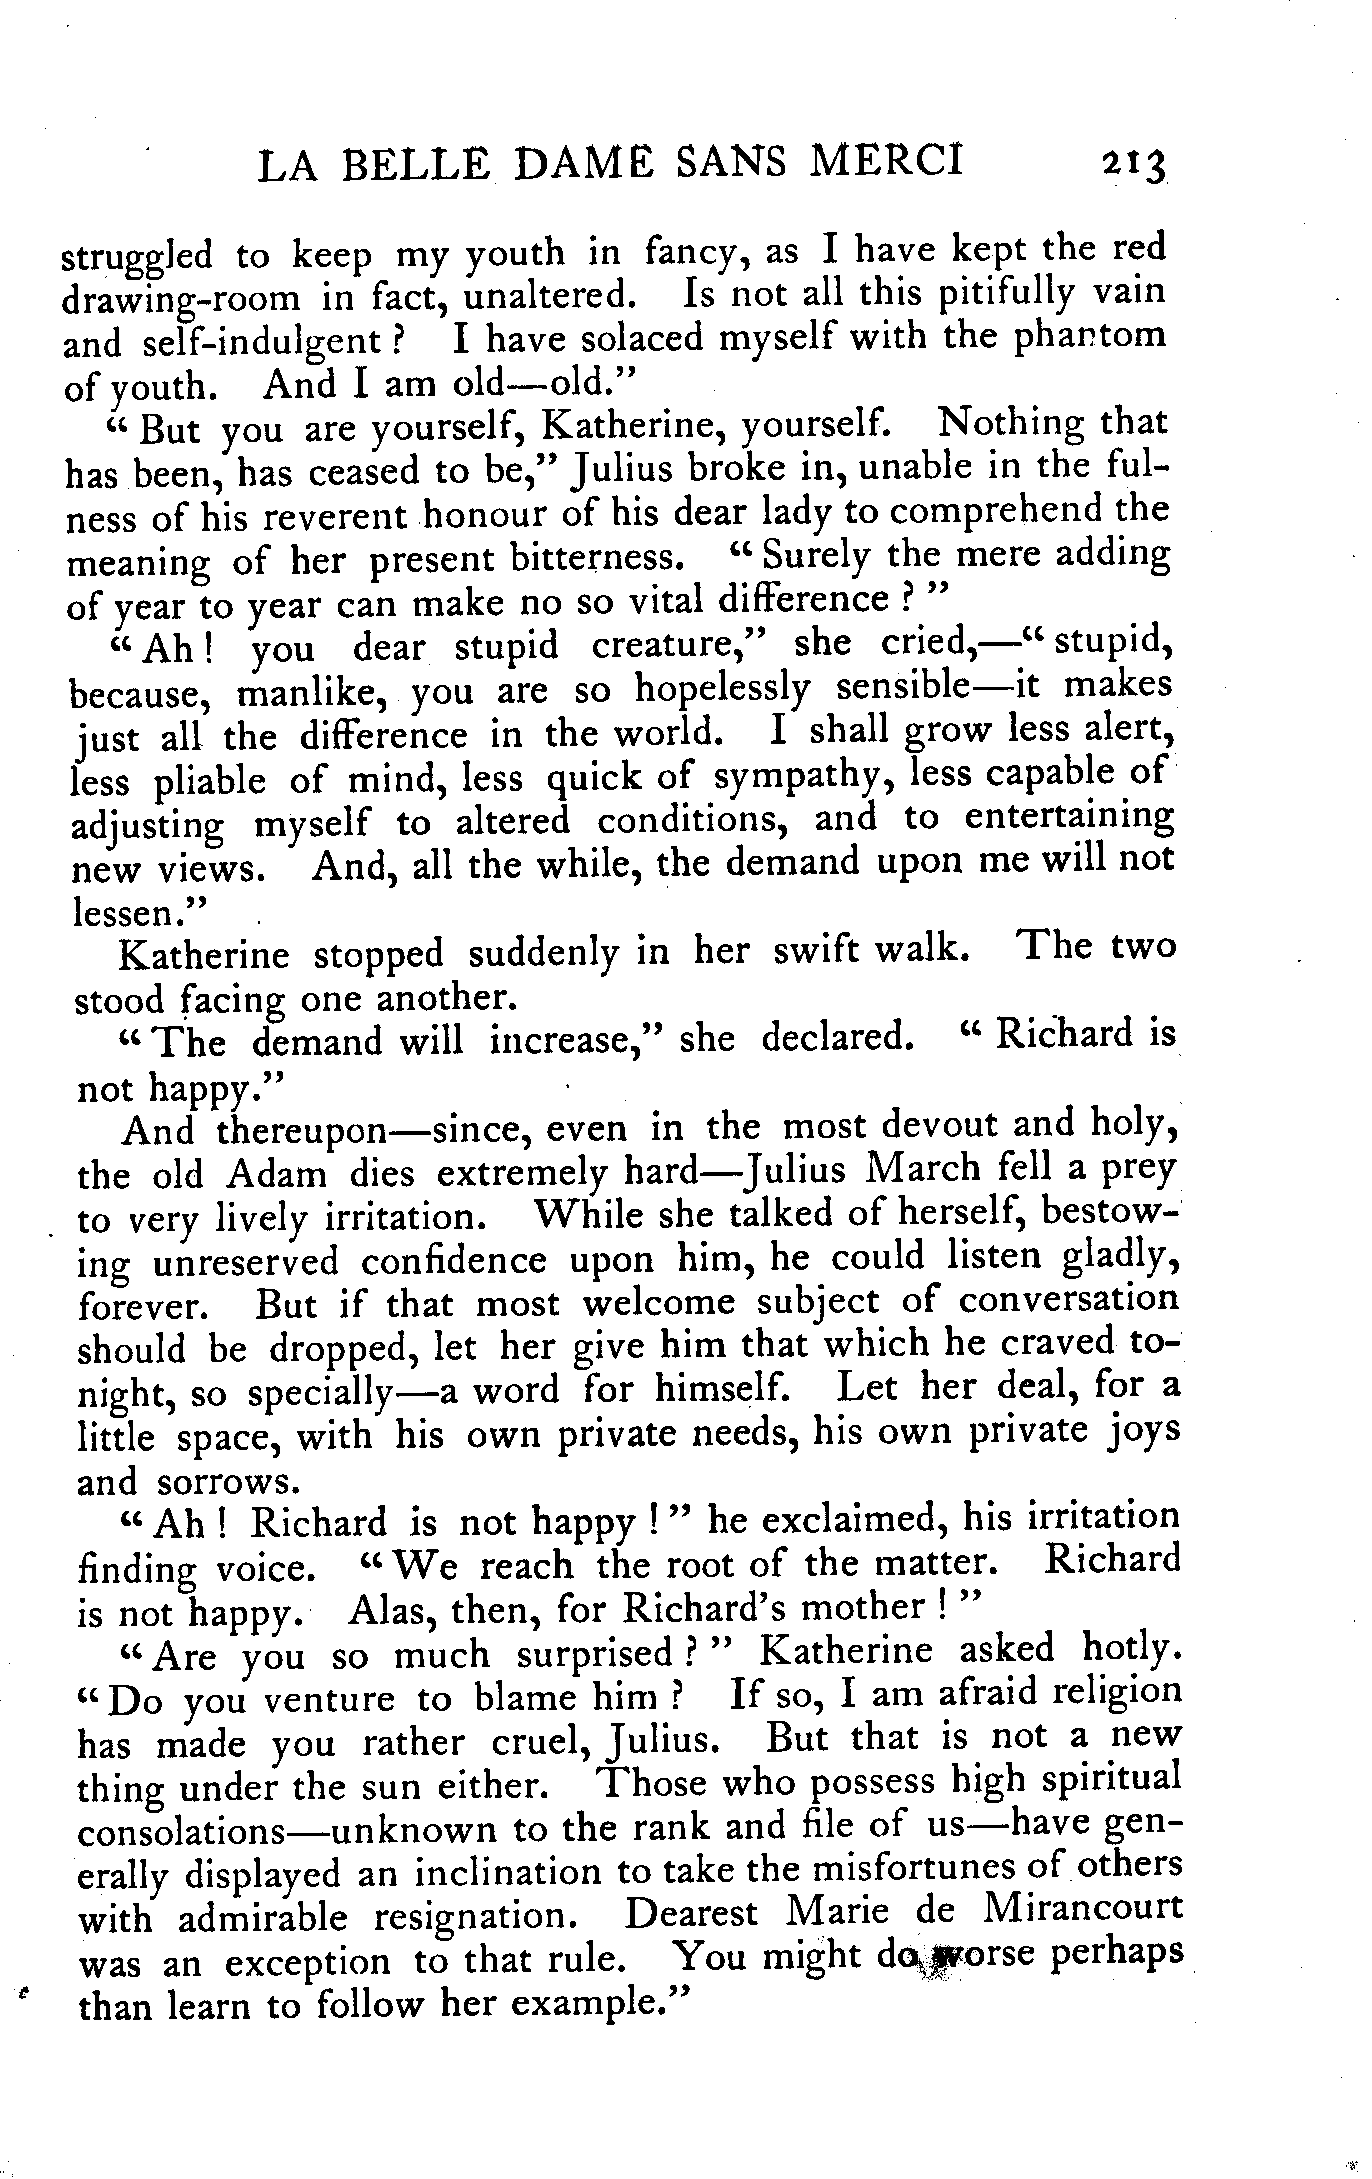 LA BELLE DAME SANS MERCI 213
struggled to keep my youth in fancy, as I have kept the red
drawing-room in fact, unaltered. Is not all this pitifully vain
and self-indulgent ? I have solaced myself with the phantom
of youth. And I am old—old."
" But you are yourself, Katherine, yourself. Nothing that
has been, has ceased to be," Julius broke in, unable in the ful-
ness of his reverent honour of his dear lady to comprehend the
meaning of her present bitterness. " Surely the mere adding
of year to year can make no so vital difference ? "
" Ah ! you dear stupid creature," she cried,—" stupid,
because, manlike, you are so hopelessly sensible—it makes
just all the difference in the world. I shall grow less alert,
less pliable of mind, less quick of sympathy, less capable of
adjusting myself to altered conditions, and to entertaining
new views. And, all the while, the demand upon me will not
lessen."
Katherine stopped suddenly in her swift walk. The two
stood facing one another.
" The demand will increase," she declared. " Richard is
not happy."
And thereupon—since, even in the most devout and holy,
the old Adam dies extremely hard—Julius March fell a prey
to very lively irritation. While she talked of herself, bestow-
ing unreserved confidence upon him, he could listen gladly,
forever. But if that most welcome subject of conversation
should be dropped, let her give him that which he craved to-
night, so specially—a word for himself. Let her deal, for a
little space, with his own private needs, his own private joys
and sorrows.
" Ah ! Richard is not happy ! " he exclaimed, his irritation
finding voice. " We reach the root of the matter. Richard
is not happy. Alas, then, for Richard's mother ! "
" Are you so much surprised ? " Katherine asked hotly.
" Do you venture to blame him ? If so, I am afraid religion
has made you rather cruel, Julius. But that is not a new
thing under the sun either. Those who possess high spiritual
consolations—unknown to the rank and file of us—have gen-
erally displayed an inclination to take the misfortunes of others
with admirable resignation. Dearest Marie de Mirancourt
was an exception to that rule. You might do worse perhaps
than learn to follow her example."